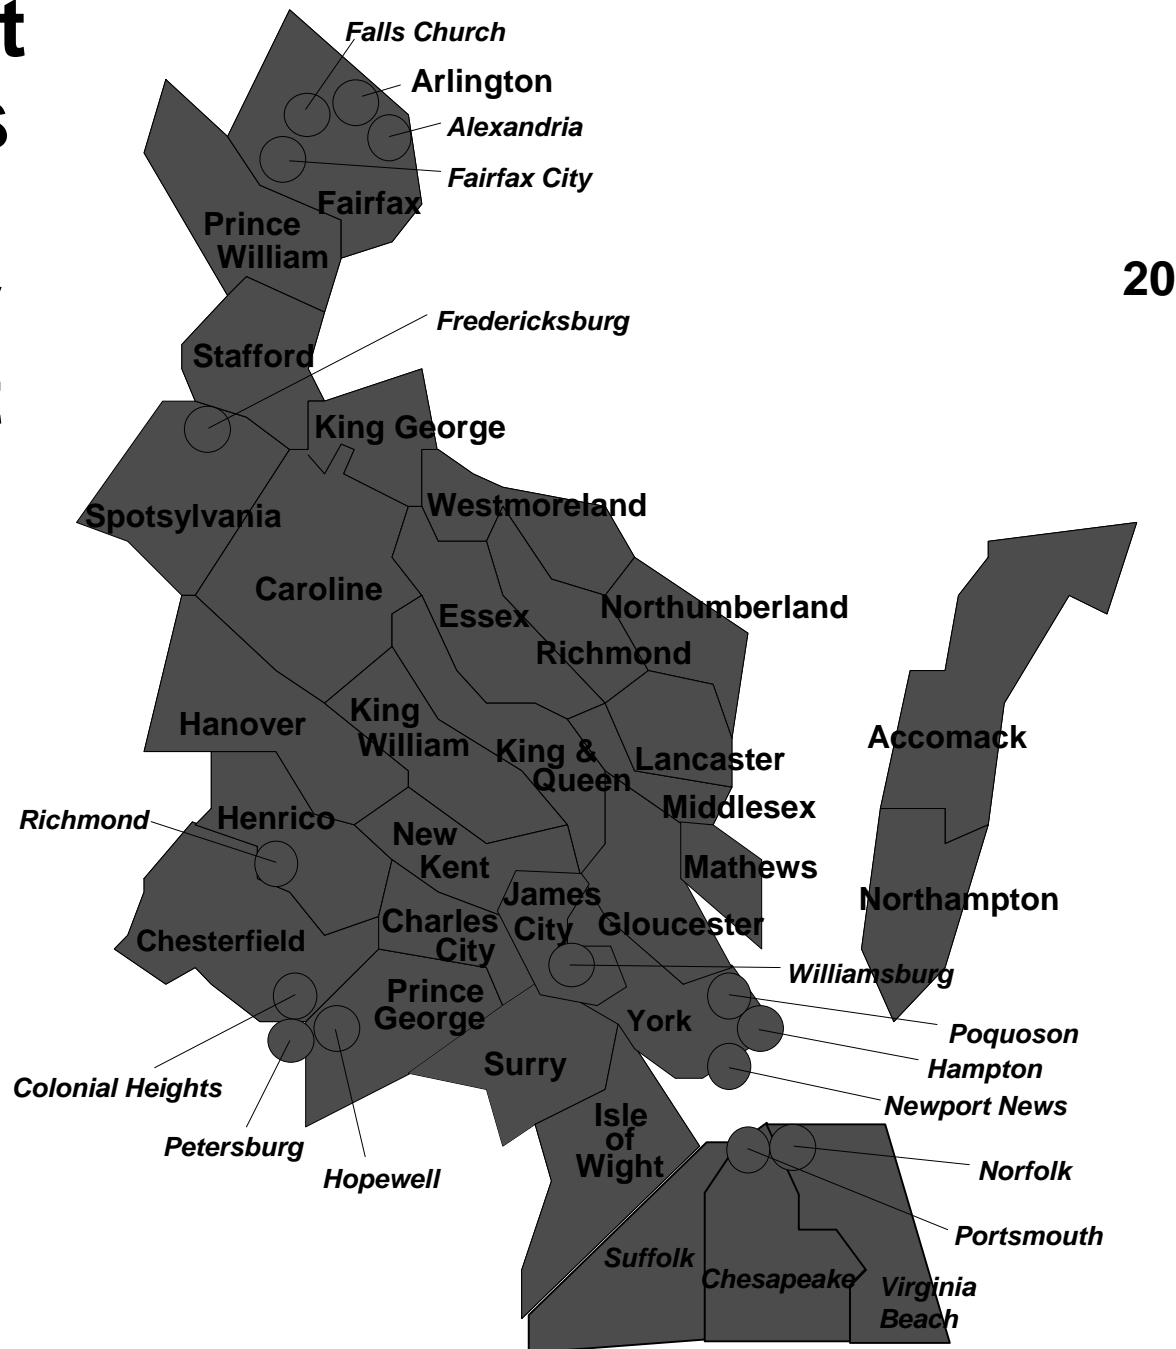 t
Falls Church
Arlington
s
Alexandria
Fairfax City
Fairfax
Prince
William
20
Fredericksburg
Stafford
King George
Westmoreland
Spotsylvania
Caroline
Essex
Northumberland
Richmond
Hanover
King
William
King &
Queen
Accomack
Lancaster
Middlesex
Henrico
Richmond
New
Kent
Mathews
James
City
Northampton
Charles
City
Gloucester
Chesterfield
Williamsburg
Prince
George
York
Poquoson
Surry
Hampton
Colonial Heights
Newport News
Isle
of
Wight
Petersburg
Hopewell
Norfolk
Portsmouth
Suffolk
Chesapeake
Virginia
Beach